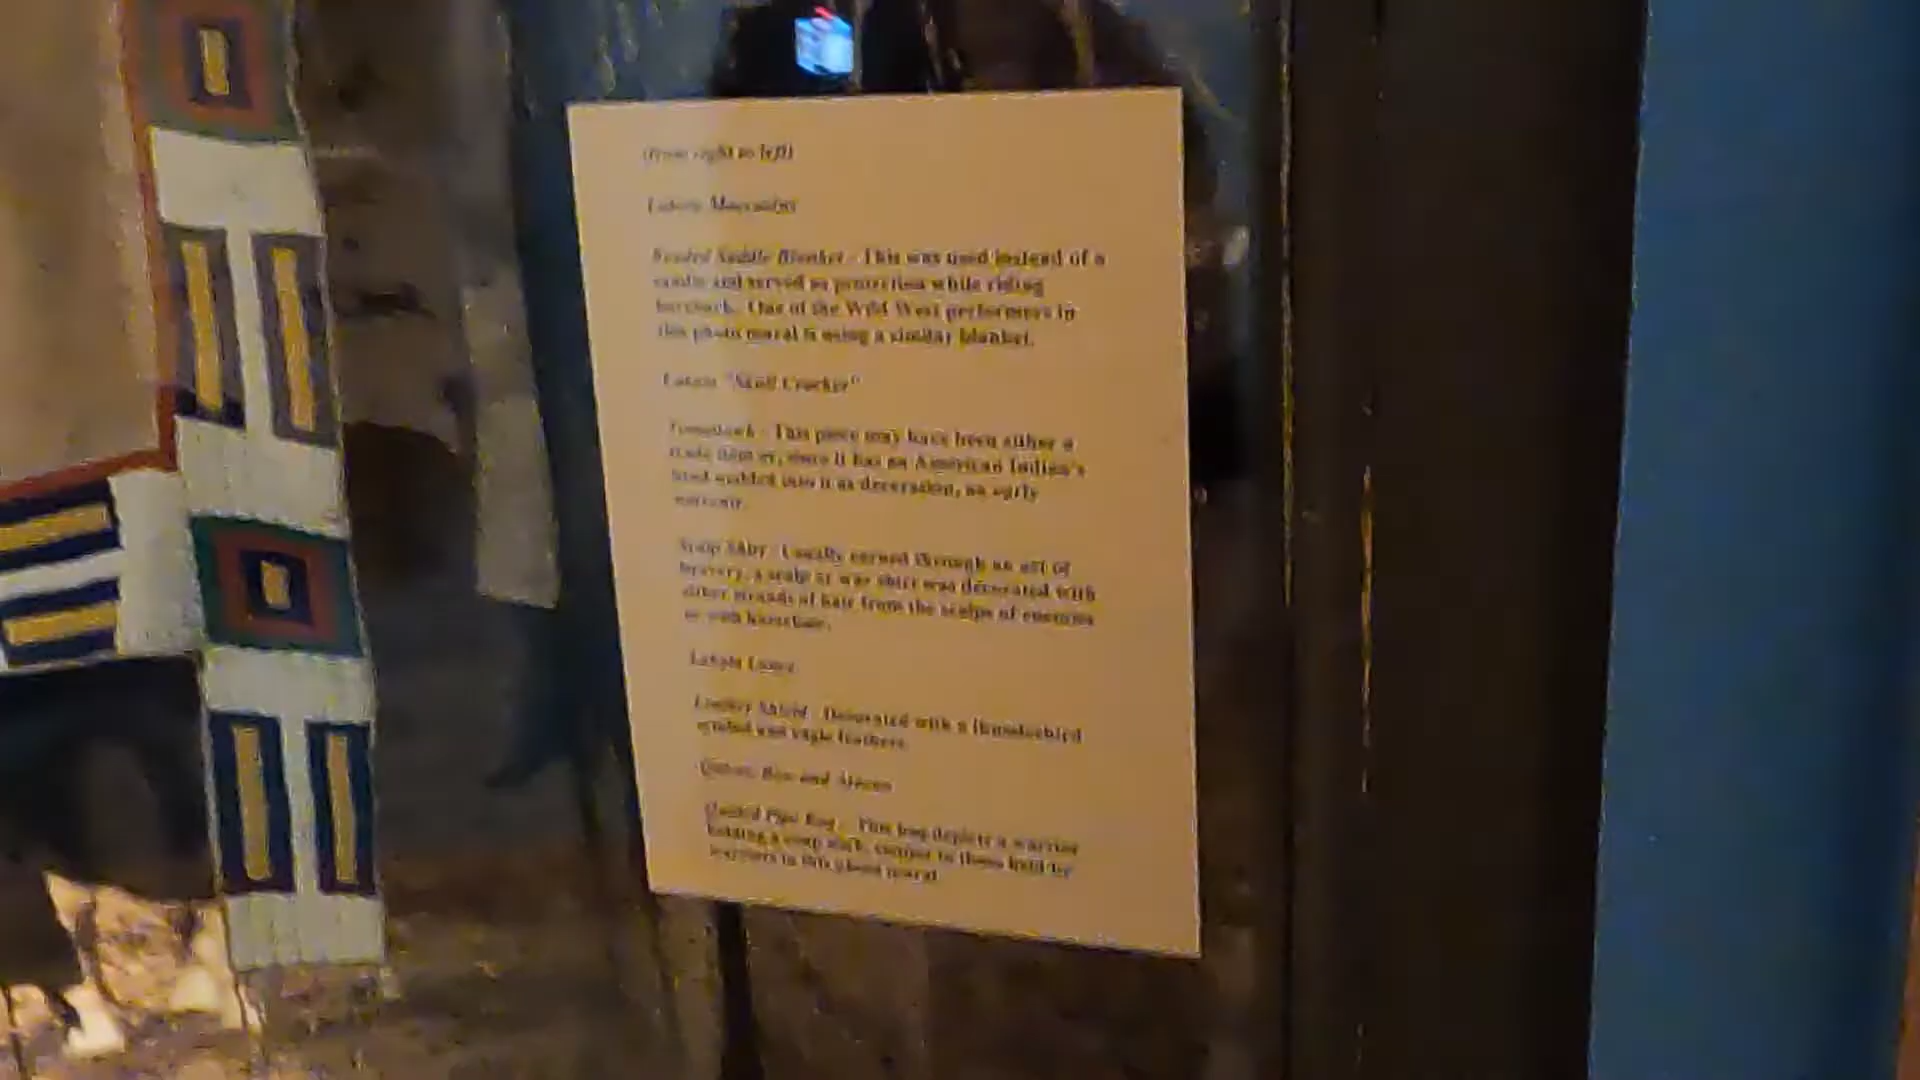 (from right to left)
Lakota Moccasins
Beaded Saddle Blanket - This was used instead of a
saddle and served as protection while riding
bareback. One of the Wild West performers in
this photo mural is using a similar blanket.
Lakota "Skull Cracker"
Tomahawk - This piece may have been either a
trade item or, since it has an American Indian's
head molded into it as decoration, an early
souvenir.
Scalp Shirt - Usually earned through an act of
bravery, a scalp or war shirt was decorated with
either strands of hair from the scalps of enemies
or with horsehair.
Lakota Lance
Leather Shield - Decorated with a thunderbird
symbol and eagle feathers.
Quiver, Bow and Arrows
Quilled Pipe Bag - This bag depicts a warrior
holding a coup stick, similar to those held by
warriors in this photo mural.